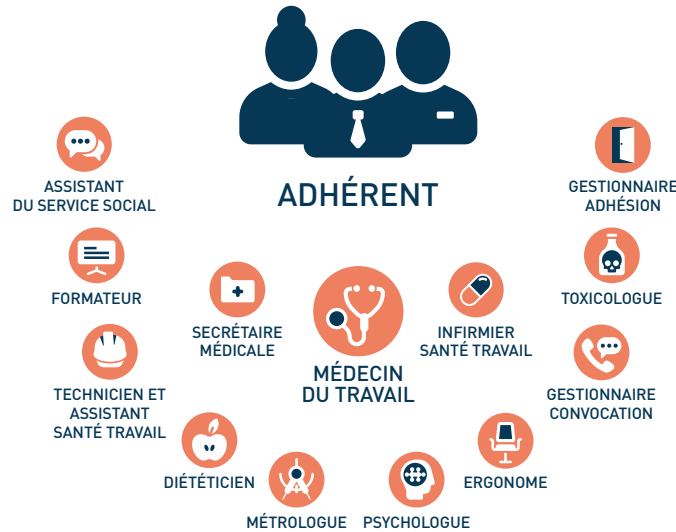 ADHÉRENT
ASSISTANT
DU SERVICE SOCIAL
GESTIONNAIRE
ADHÉSION
FORMATEUR
TOXICOLOGUE
SECRÉTAIRE
MÉDICALE
INFIRMIER
SANTÉ TRAVAIL
MÉDECIN
DU TRAVAIL
TECHNICIEN ET
ASSISTANT
SANTÉ TRAVAIL
GESTIONNAIRE
CONVOCATION
DIÉTÉTICIEN
ERGONOME
MÉTROLOGUE
PSYCHOLOGUE